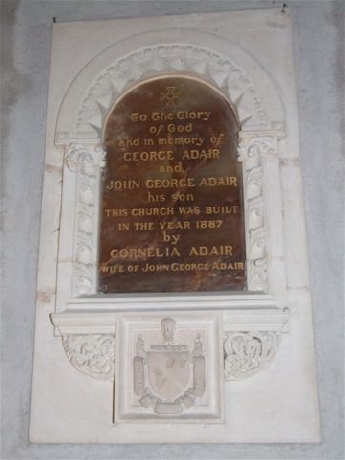 To The Glory
of God
and in memory of
GEORGE ADAIR
and
JOHN GEORGE ADAIR
his son
THIS CHURCH WAS BUILT
IN THE YEAR 1887
by
CORNELIA ADAIR
WIFE OF JOHN GEORGE ADAIR